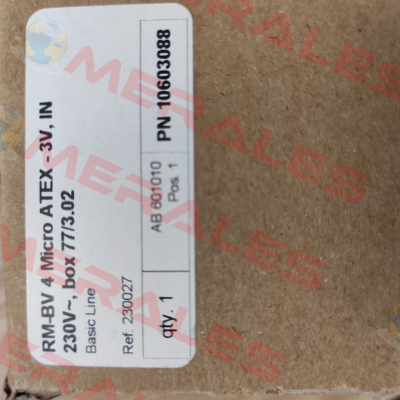 RM-BV 4 Micro ATEX - 3V, IN
230V~, box 77/3.02
Basic Line
Ref. 230027
AB 601010
Pos. 1
qty. 1
PN 10603088
MERALES
MERALES
MERALES